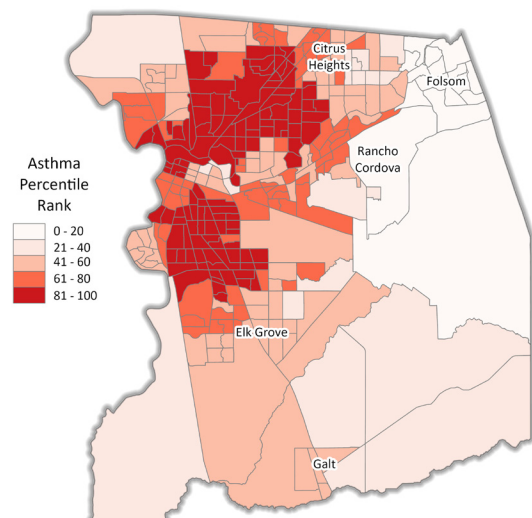 Citrus
Heights
Folsom
Rancho
Cordova
Asthma
Percentile
Rank
0 - 20
21 - 40
41 - 60
61 - 80
81 - 100
Elk Grove
Galt